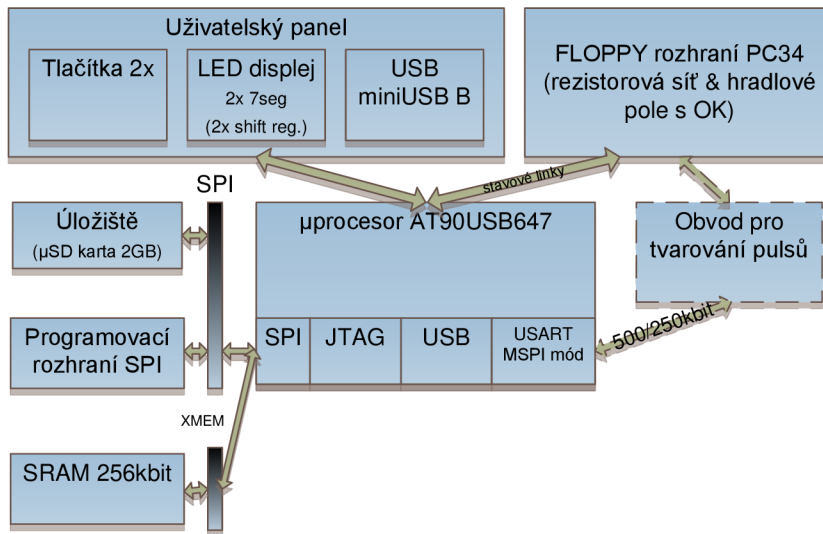 Uživatelský panel
Tlačítka 2x
LED displej
2x 7seg
(2x shift reg.)
USB
miniUSB B
FLOPPY rozhraní PC34
(rezistorová síť & hradlové
pole s OK)
stavové linky
SPI
Úložiště
(μSD karta 2GB)
μprocesor AT90USB647
Obvod pro
tvarování pulsů
Programovací
rozhraní SPI
SPI
JTAG
USB
USART
MSPI mód
500/250kbit
XMEM
SRAM 256kbit